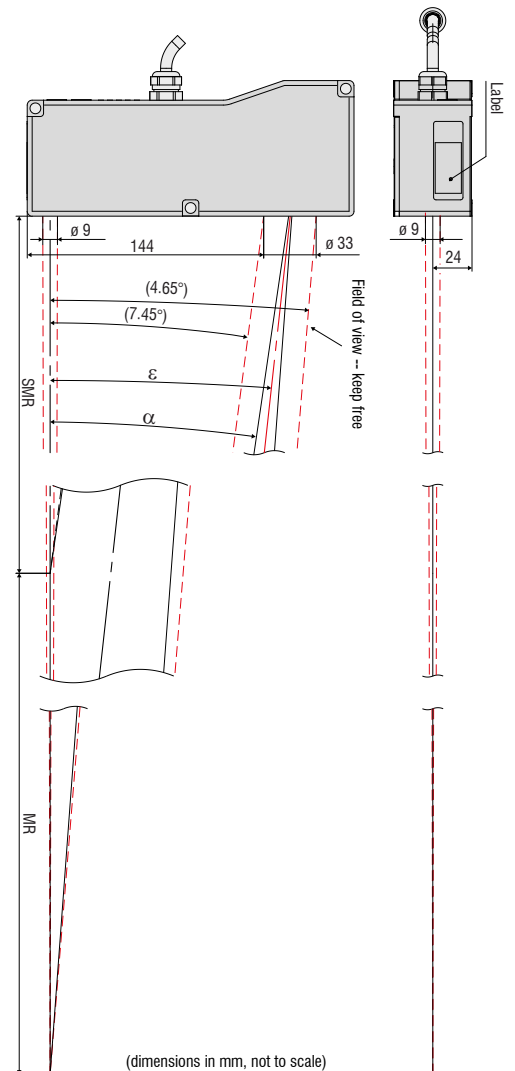 Label
ø 9
144
ø 33
ø 9
24
(4.65°)
(7.45°)
Field of view -- keep free
ε
α
SMR
MR
(dimensions in mm, not to scale)